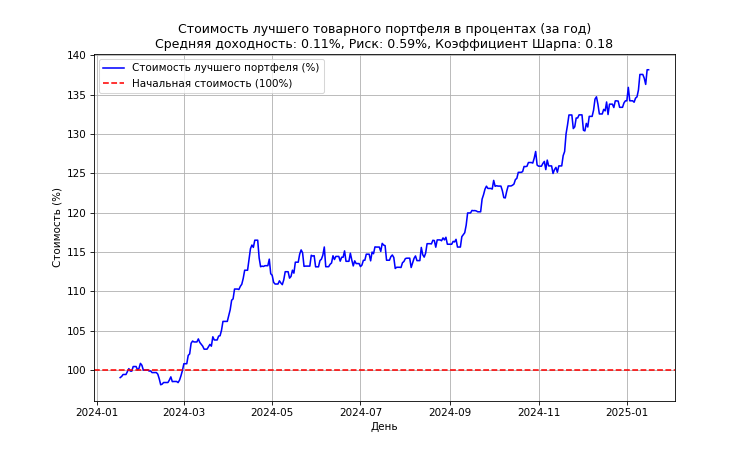 Стоимость лучшего товарного портфеля в процентах (за год)
Средняя доходность: 0.11%, Риск: 0.59%, Коэффициент Шарпа: 0.18
Стоимость лучшего портфеля (%)
Начальная стоимость (100%)
Стоимость (%)
140
135
130
125
120
115
110
105
100
2024-01
2024-03
2024-05
2024-07
2024-09
2024-11
2025-01
День